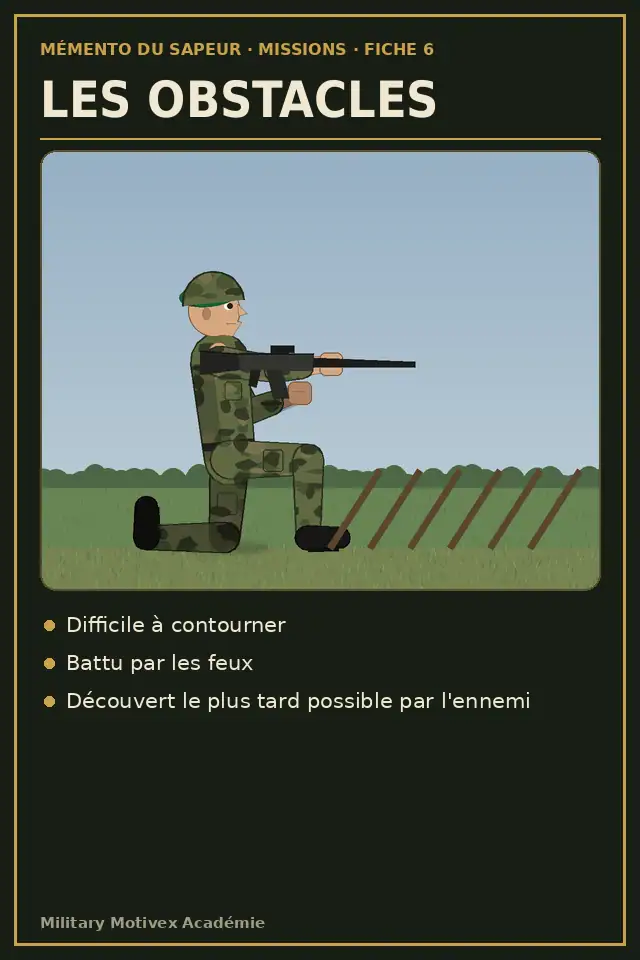 MÉMENTO DU SAPEUR · MISSIONS · FICHE 6
LES OBSTACLES
Difficile à contourner
Battu par les feux
Découvert le plus tard possible par l'ennemi
Military Motivex Académie